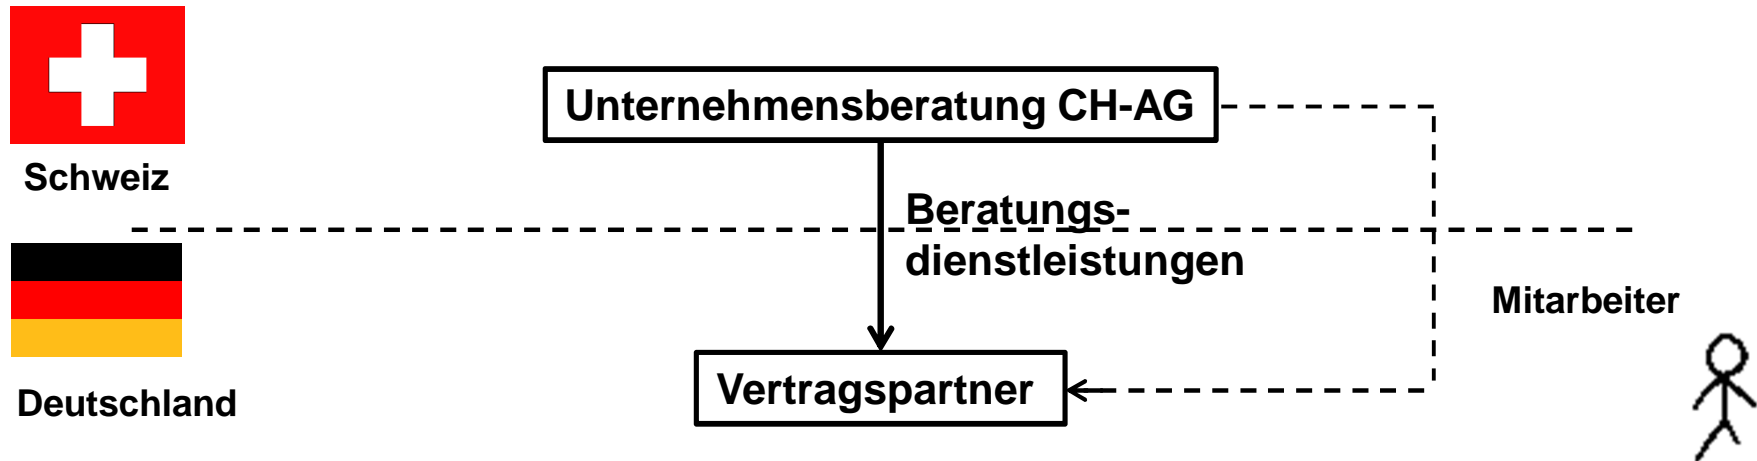 Unternehmensberatung CH-AG
Schweiz
Beratungs-
dienstleistungen
Mitarbeiter
Vertragspartner
Deutschland